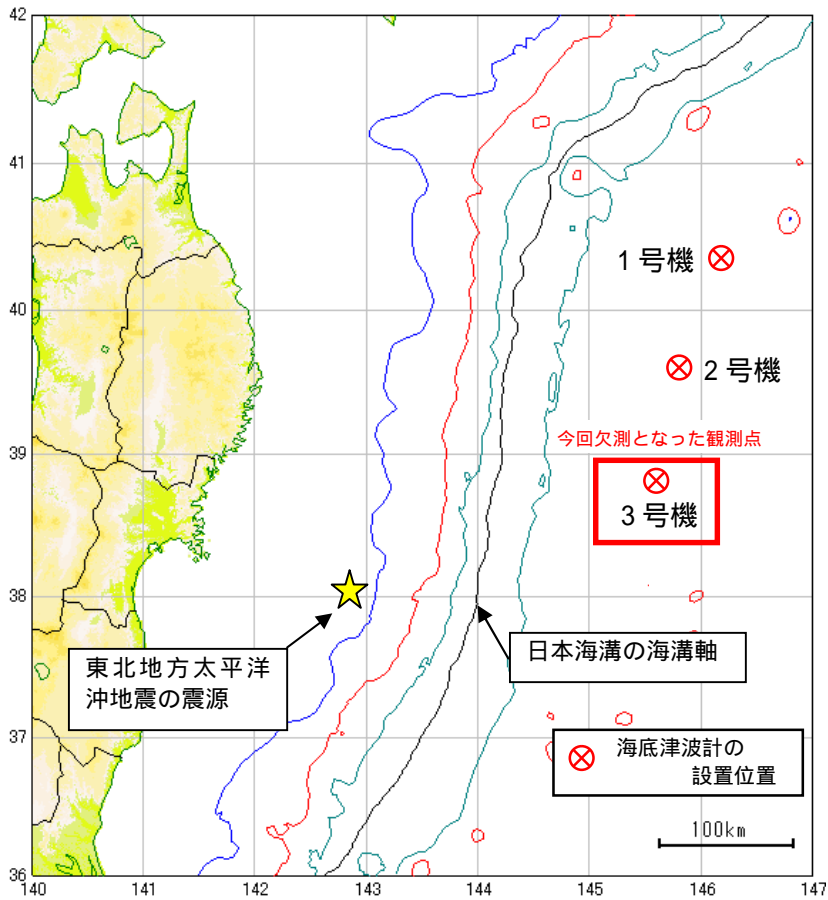 42
41
1号機
40
2号機
39
今回欠測となった観測点
3号機
38
東北地方太平洋
沖地震の震源
日本海溝の海溝軸
37
海底津波計の
設置位置
100km
36
140 141 142 143 144 145 146 147